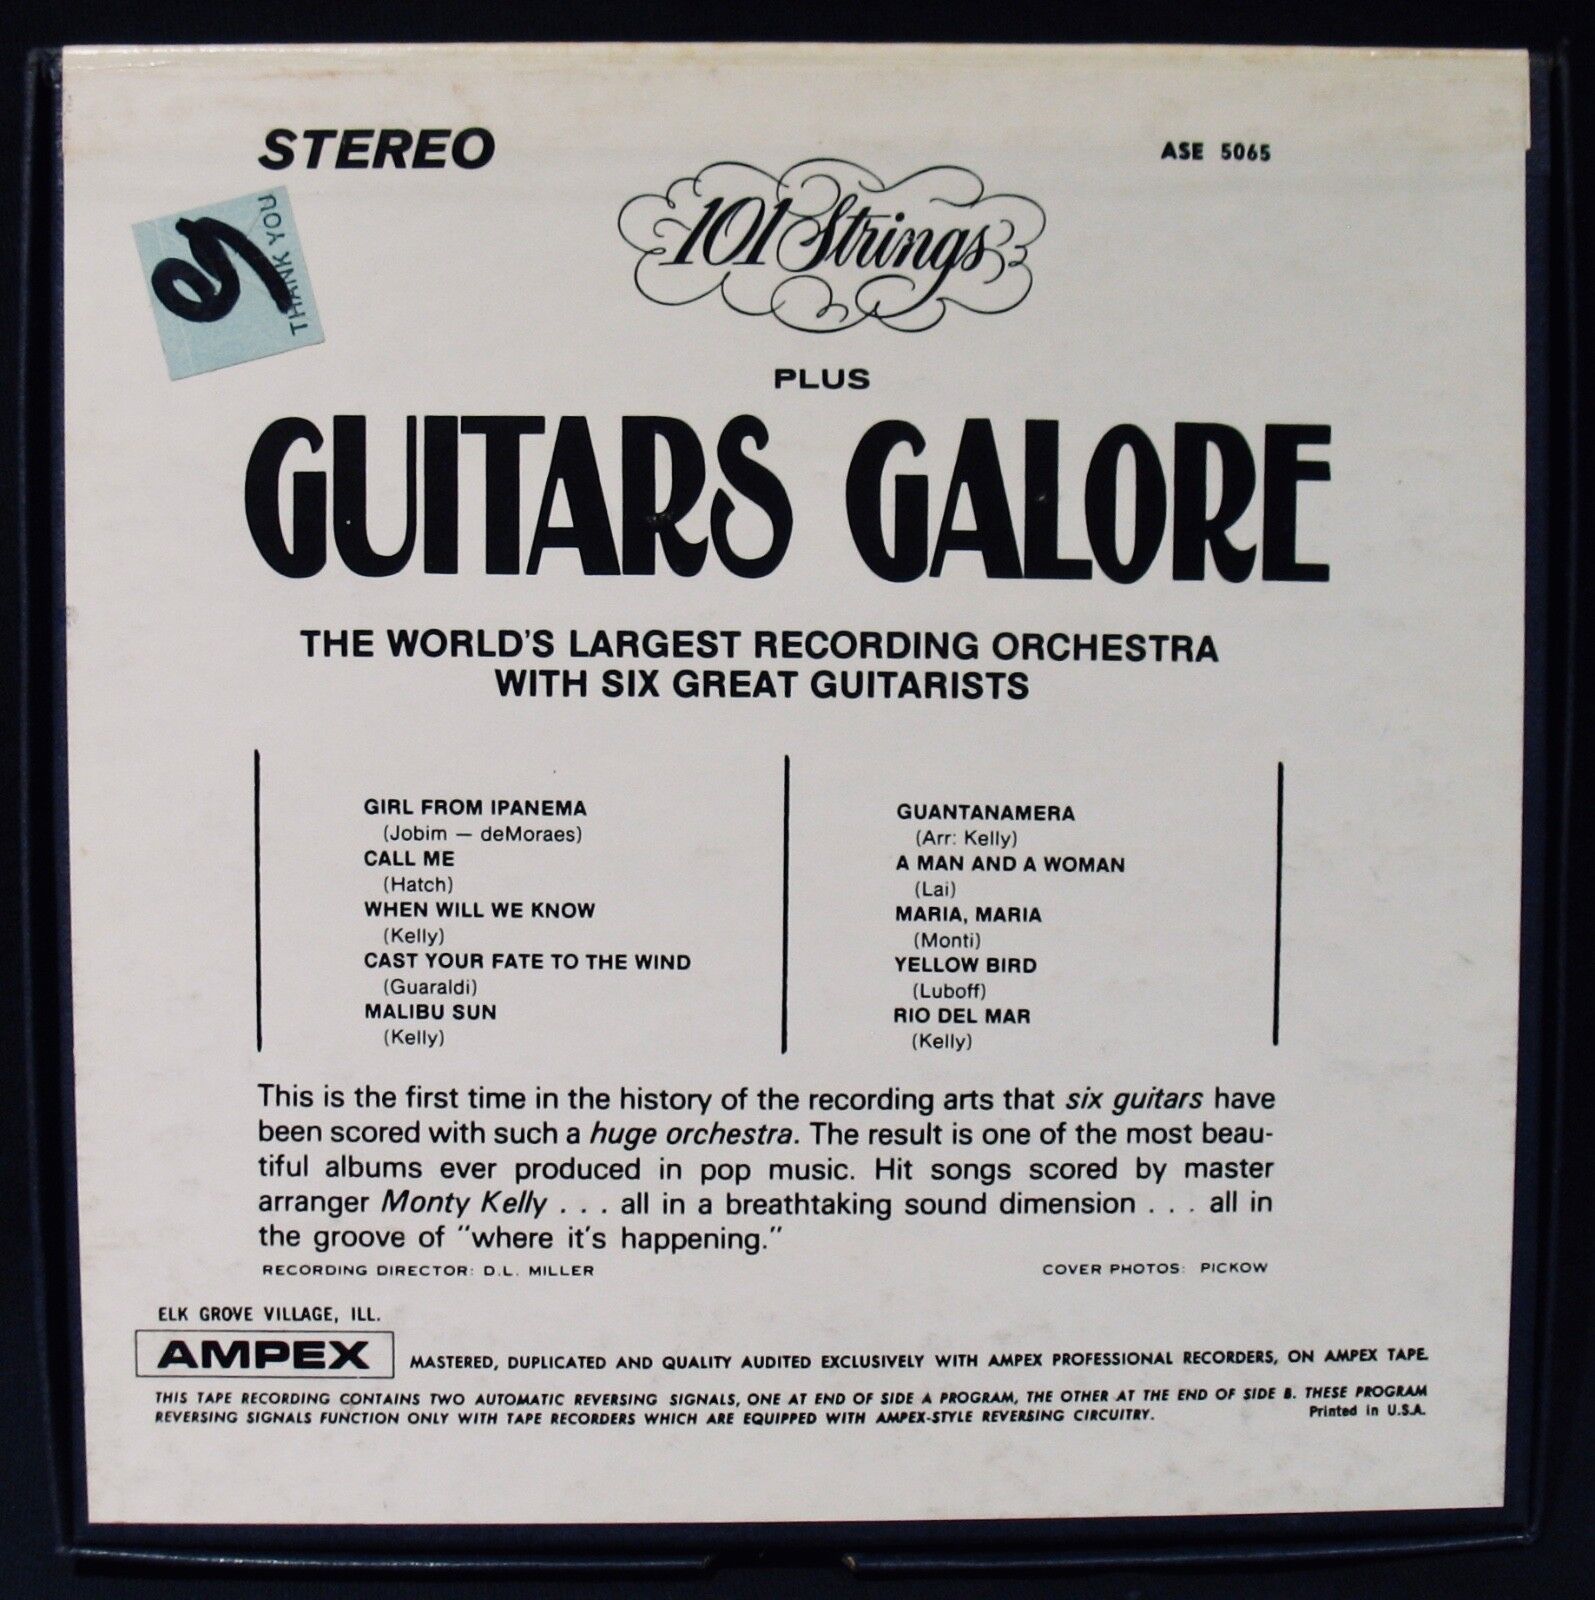 STEREO
ASE 5065
THANK YOU
101 Strings
PLUS
GUITARS GALORE
THE WORLD'S LARGEST RECORDING ORCHESTRA
WITH SIX GREAT GUITARISTS
GIRL FROM IPANEMA
(Jobim — deMoraes)
CALL ME
(Hatch)
WHEN WILL WE KNOW
(Kelly)
CAST YOUR FATE TO THE WIND
(Guaraldi)
MALIBU SUN
(Kelly)
GUANTANAMERA
(Arr: Kelly)
A MAN AND A WOMAN
(Lai)
MARIA, MARIA
(Monti)
YELLOW BIRD
(Luboff)
RIO DEL MAR
(Kelly)
This is the first time in the history of the recording arts that six guitars have
been scored with such a huge orchestra. The result is one of the most beau-
tiful albums ever produced in pop music. Hit songs scored by master
arranger Monty Kelly . . . all in a breathtaking sound dimension . . . all in
the groove of "where it's happening."
RECORDING DIRECTOR: D.L. MILLER
COVER PHOTOS: PICKOW
ELK GROVE VILLAGE, ILL.
AMPEX
MASTERED, DUPLICATED AND QUALITY AUDITED EXCLUSIVELY WITH AMPEX PROFESSIONAL RECORDERS, ON AMPEX TAPE.
THIS TAPE RECORDING CONTAINS TWO AUTOMATIC REVERSING SIGNALS, ONE AT END OF SIDE A PROGRAM, THE OTHER AT THE END OF SIDE B. THESE PROGRAM
REVERSING SIGNALS FUNCTION ONLY WITH TAPE RECORDERS WHICH ARE EQUIPPED WITH AMPEX-STYLE REVERSING CIRCUITRY.
Printed in U.S.A.